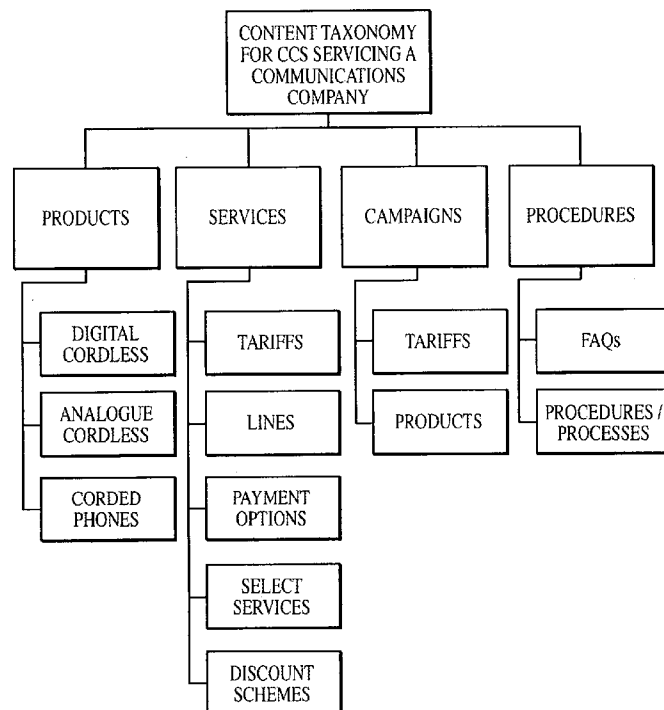 CONTENT TAXONOMY
FOR CCS SERVICING A
COMMUNICATIONS
COMPANY
PRODUCTS
SERVICES
CAMPAIGNS
PROCEDURES
DIGITAL
CORDLESS
ANALOGUE
CORDLESS
CORDED
PHONES
TARIFFS
LINES
PAYMENT
OPTIONS
SELECT
SERVICES
DISCOUNT
SCHEMES
TARIFFS
PRODUCTS
FAQs
PROCEDURES /
PROCESSES